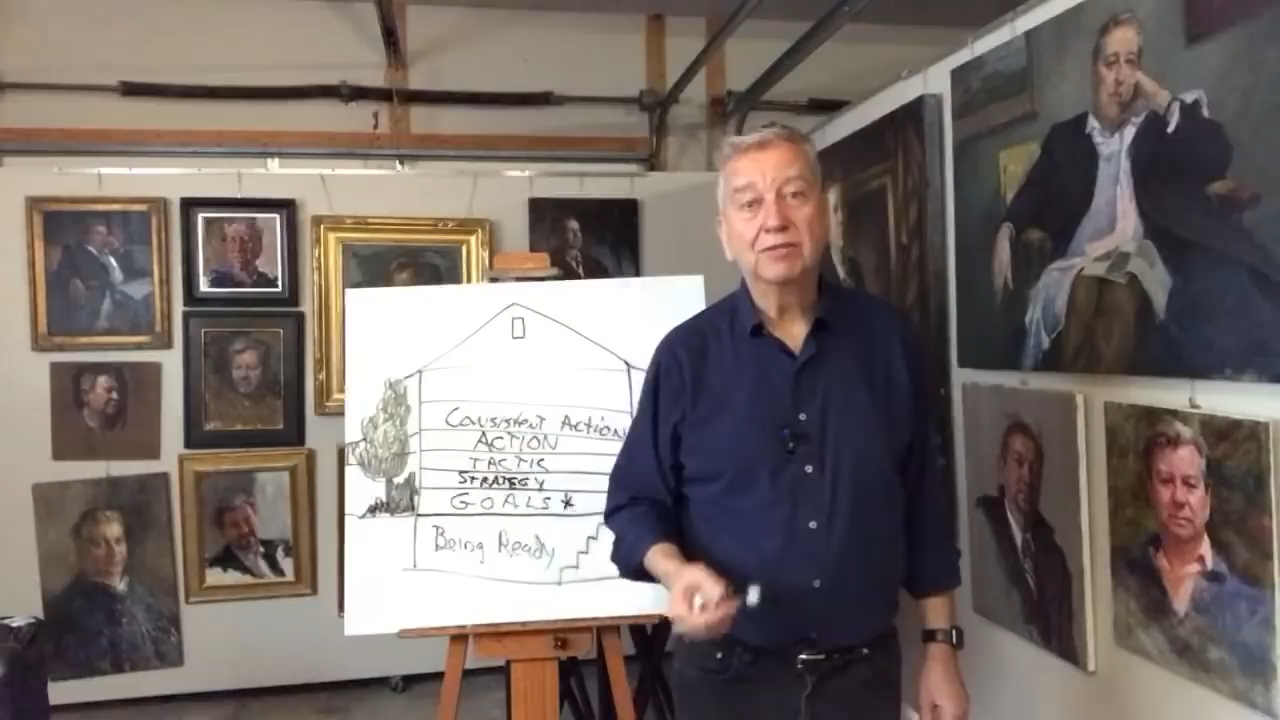 Consistent Action
ACTION
TACTIC
STRATEGY
GOALS*
Being Ready